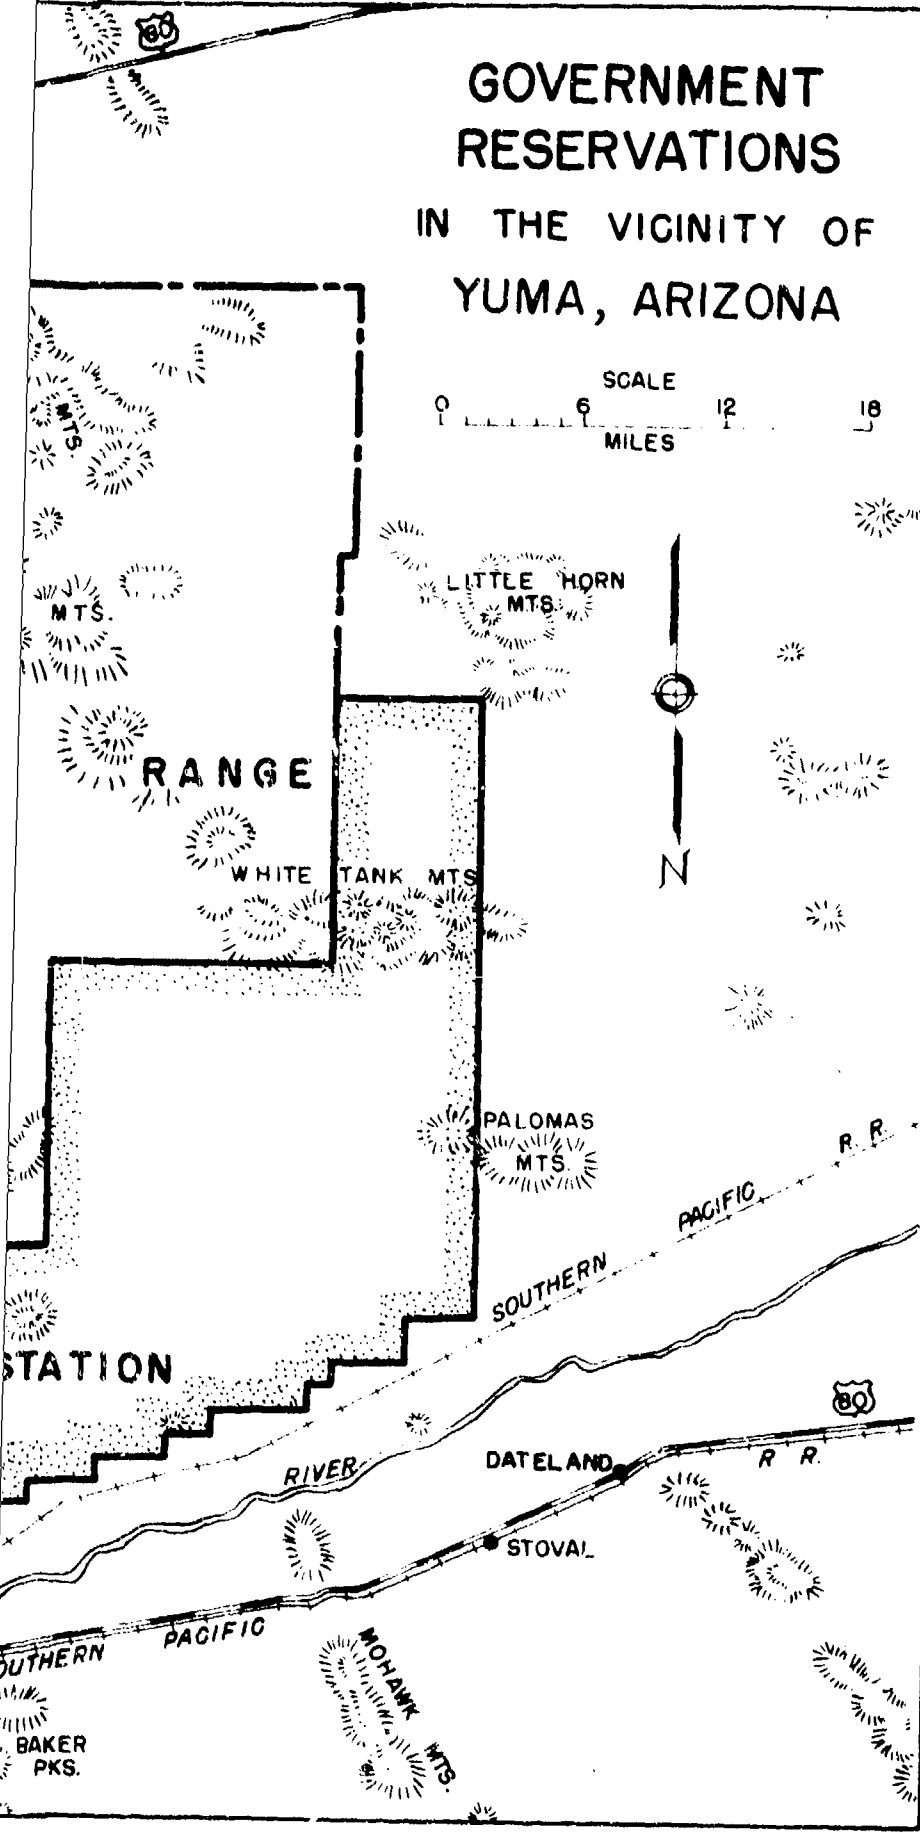 80
GOVERNMENT
RESERVATIONS
IN THE VICINITY OF
YUMA, ARIZONA
SCALE
0 6 12 18
MILES
MTS.
LITTLE HORN
MTS.
MTS.
RANGE
WHITE TANK MTS
PALOMAS
MTS.
SOUTHERN PACIFIC R. R.
STATION
80
RIVER
DATELAND
R R.
STOVAL
OUTHERN PACIFIC
MOHAWK MTS.
BAKER
PKS.
N